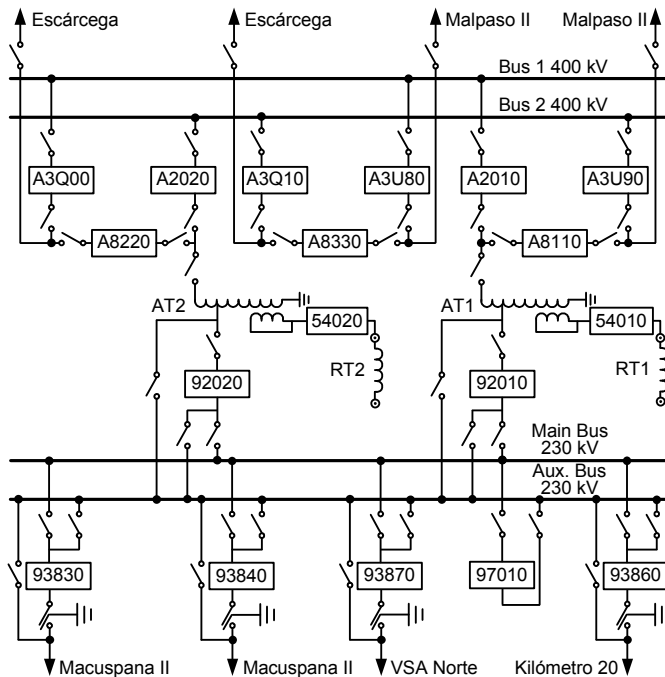 Escárcega
Escárcega
Malpaso II
Malpaso II
Bus 1 400 kV
Bus 2 400 kV
A3Q00
A2020
A3Q10
A3U80
A2010
A3U90
A8220
A8330
A8110
AT2
AT1
54020
54010
RT2
RT1
92020
92010
Main Bus
230 kV
Aux. Bus
230 kV
93830
93840
93870
97010
93860
Macuspana II
Macuspana II
VSA Norte
Kilómetro 20